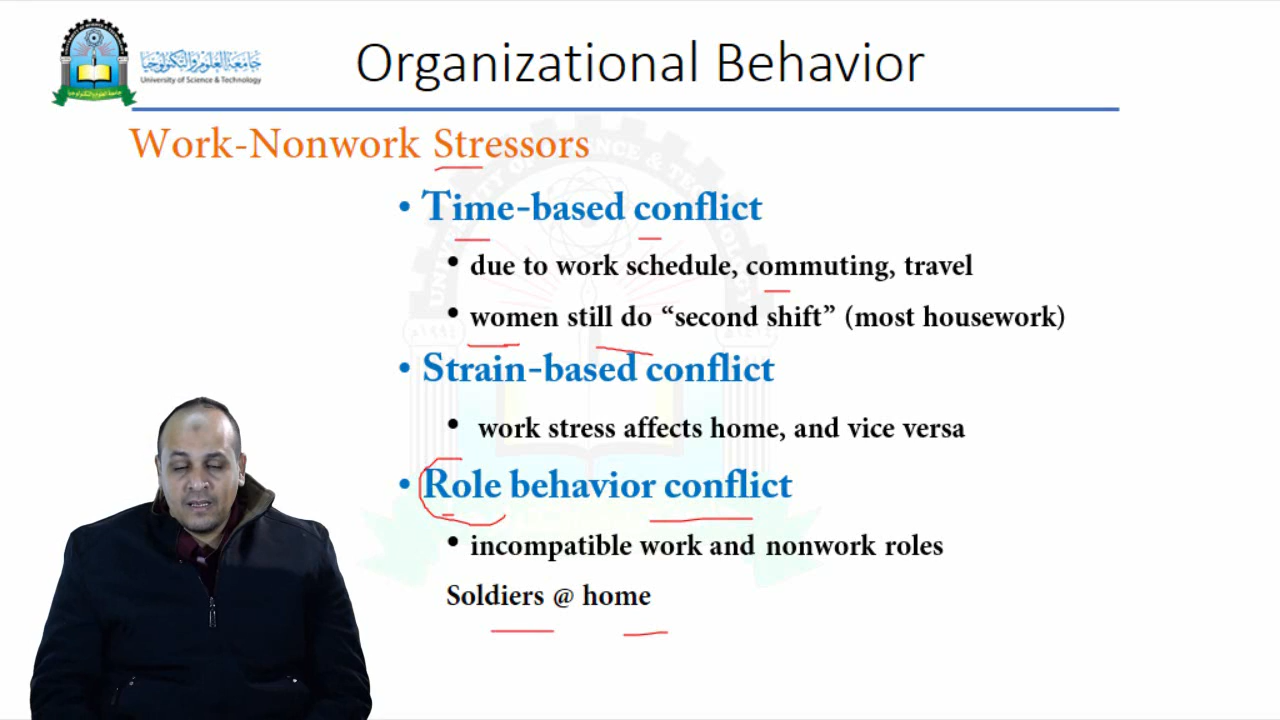 Organizational Behavior
جامعة العلوم والتكنولوجيا
University of Science & Technology
Work-Nonwork Stressors
• Time-based conflict
• due to work schedule, commuting, travel
• women still do “second shift” (most housework)
• Strain-based conflict
• work stress affects home, and vice versa
• Role behavior conflict
• incompatible work and nonwork roles
Soldiers @ home